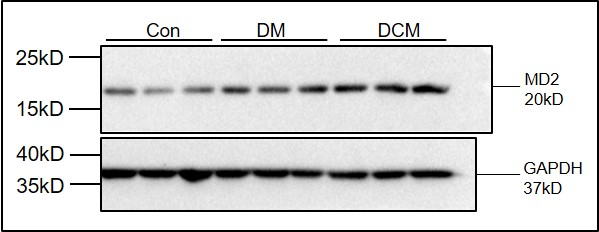 Con DM DCM
25kD
MD2
20kD
15kD
40kD
GAPDH
35kD
37kD